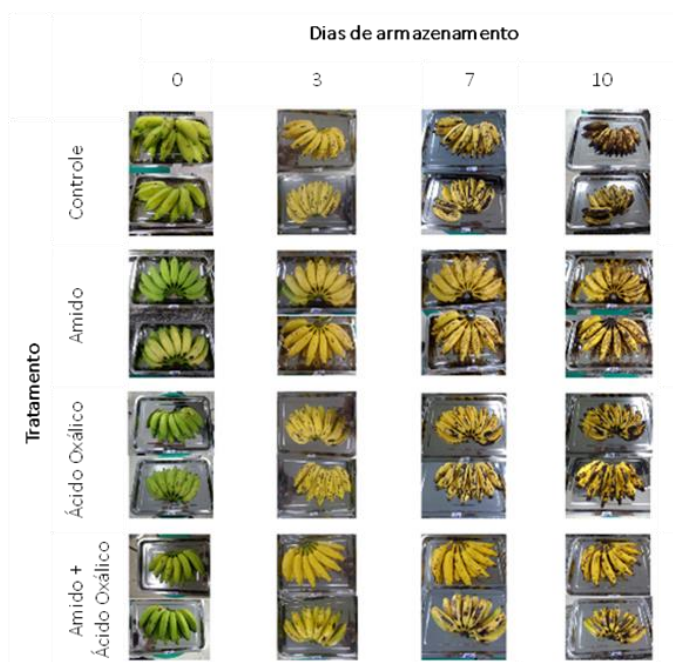 Dias de armazenamento
0 3 7 10
Tratamento
Controle
Amido
Ácido Oxálico
Amido +
Ácido Oxálico